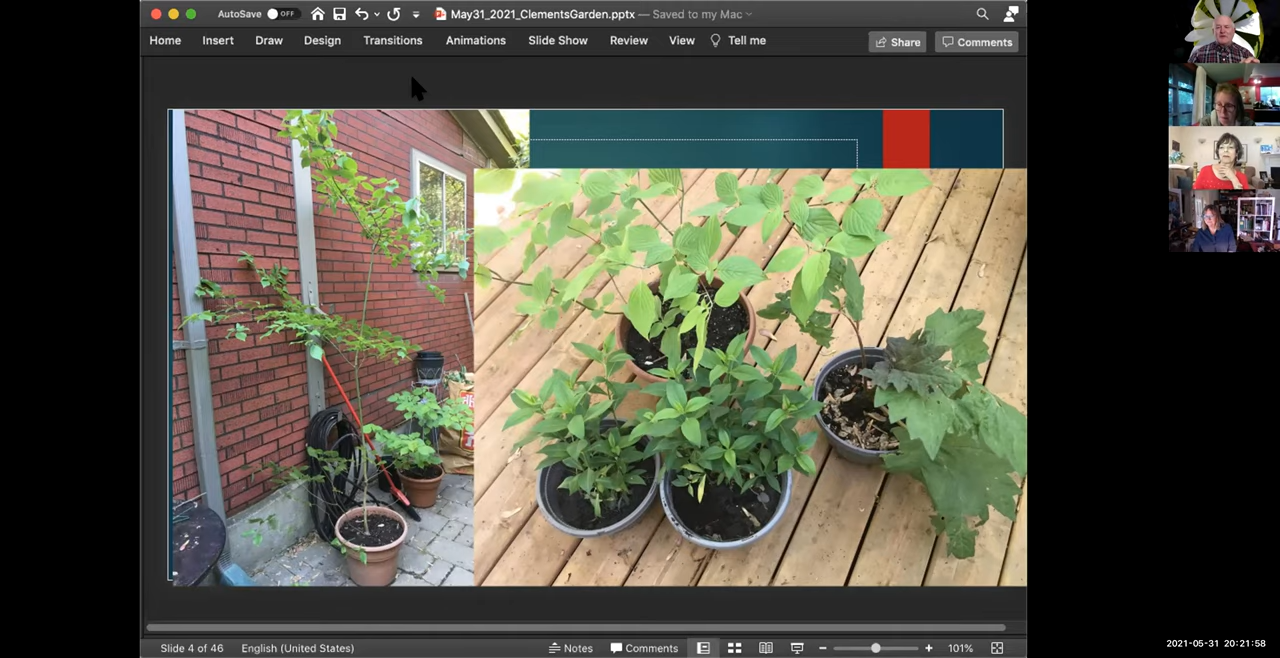 AutoSave OFF May31_2021_ClementsGarden.pptx — Saved to my Mac
Home Insert Draw Design Transitions Animations Slide Show Review View Tell me Share Comments
Slide 4 of 46 English (United States) Notes Comments 101%
2021-05-31 20:21:58